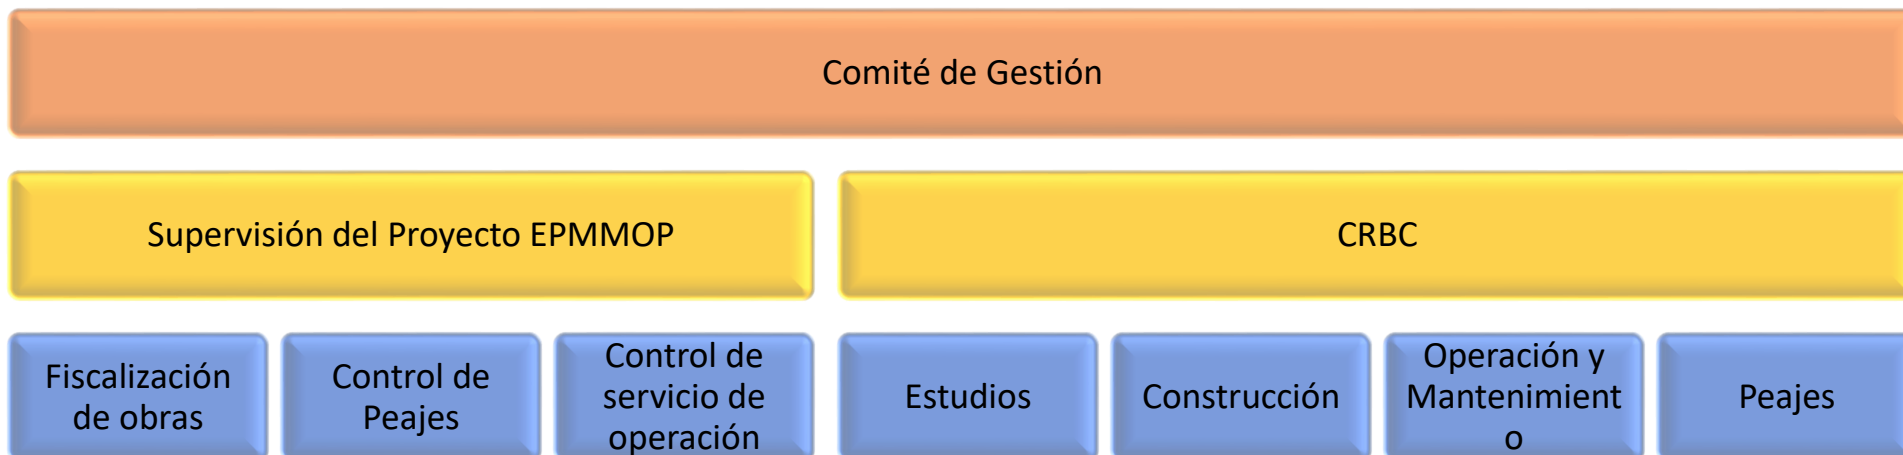 Comité de Gestión
Supervisión del Proyecto EPMMOP
CRBC
Fiscalización
de obras
Control de
Peajes
Control de
servicio de
operación
Estudios
Construcción
Operación y
Mantenimient
o
Peajes